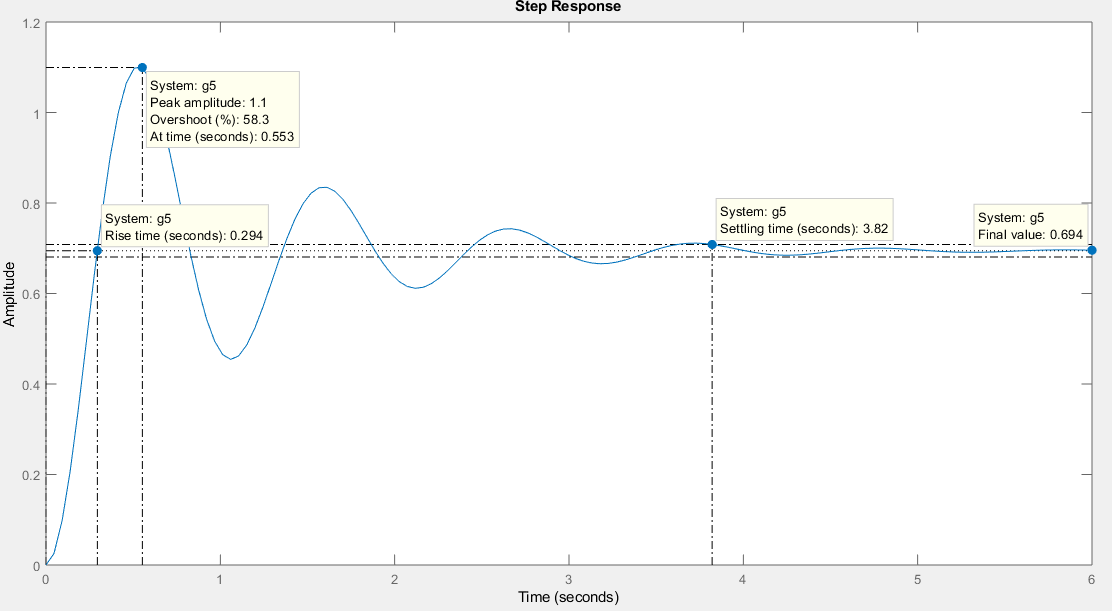 Step Response
1.2
1
0.8
0.6
0.4
0.2
0
Amplitude
System: g5
Peak amplitude: 1.1
Overshoot (%): 58.3
At time (seconds): 0.553
System: g5
Rise time (seconds): 0.294
System: g5
Settling time (seconds): 3.82
System: g5
Final value: 0.694
0 1 2 3 4 5 6
Time (seconds)